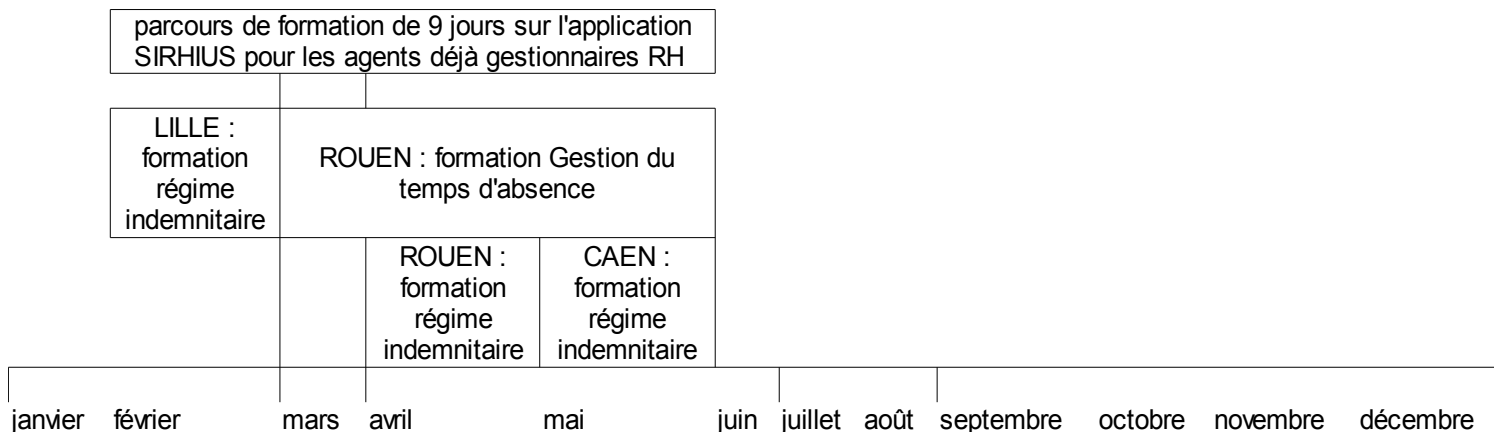 parcours de formation de 9 jours sur l'application
SIRHIUS pour les agents déjà gestionnaires RH
LILLE :
formation
régime
indemnitaire
ROUEN : formation Gestion du
temps d'absence
ROUEN :
formation
régime
indemnitaire
CAEN :
formation
régime
indemnitaire
janvier février mars avril mai juin juillet août septembre octobre novembre décembre